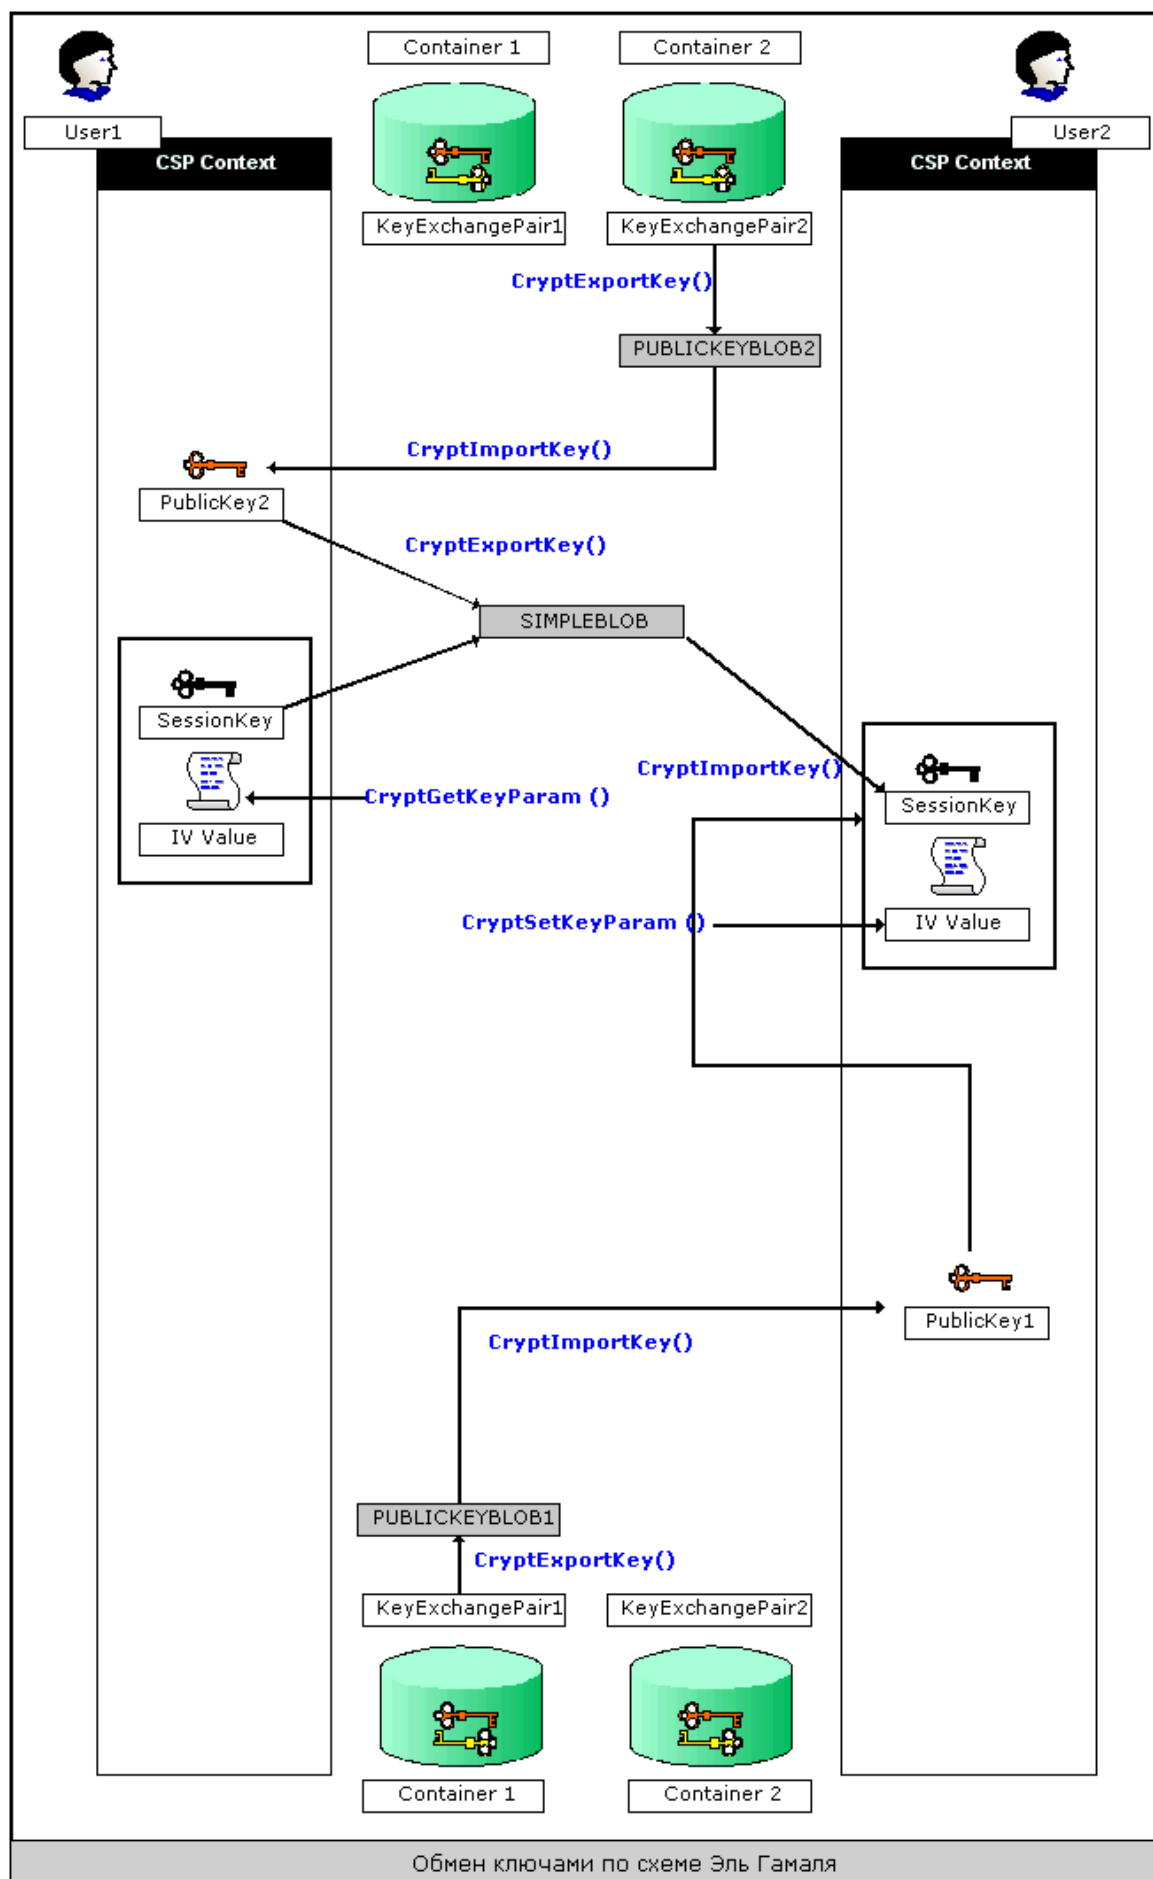 Container 1
Container 2
User1
User2
CSP Context
CSP Context
KeyExchangePair1
KeyExchangePair2
CryptExportKey()
PUBLICKEYBLOB2
CryptImportKey()
PublicKey2
CryptExportKey()
SIMPLEBLOB
SessionKey
CryptImportKey()
CryptGetKeyParam ()
SessionKey
IV Value
CryptSetKeyParam ()
IV Value
PublicKey1
CryptImportKey()
PUBLICKEYBLOB1
CryptExportKey()
KeyExchangePair1
KeyExchangePair2
Container 1
Container 2
Обмен ключами по схеме Эль Гамаля